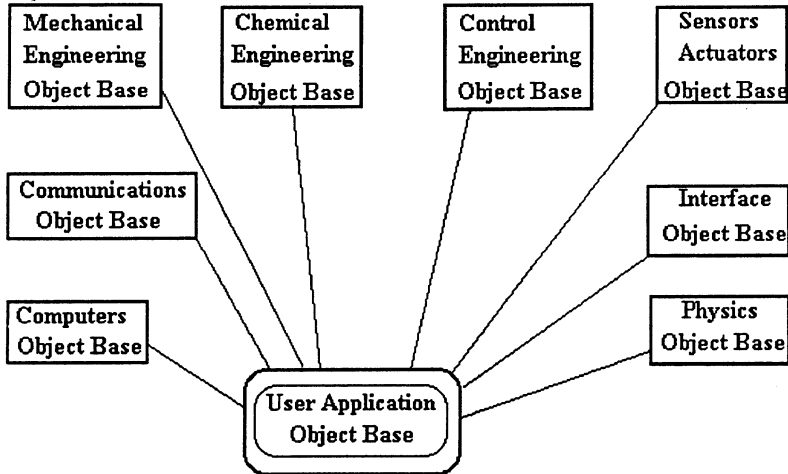 Mechanical
Engineering
Object Base
Chemical
Engineering
Object Base
Control
Engineering
Object Base
Sensors
Actuators
Object Base
Communications
Object Base
Interface
Object Base
Computers
Object Base
Physics
Object Base
User Application
Object Base